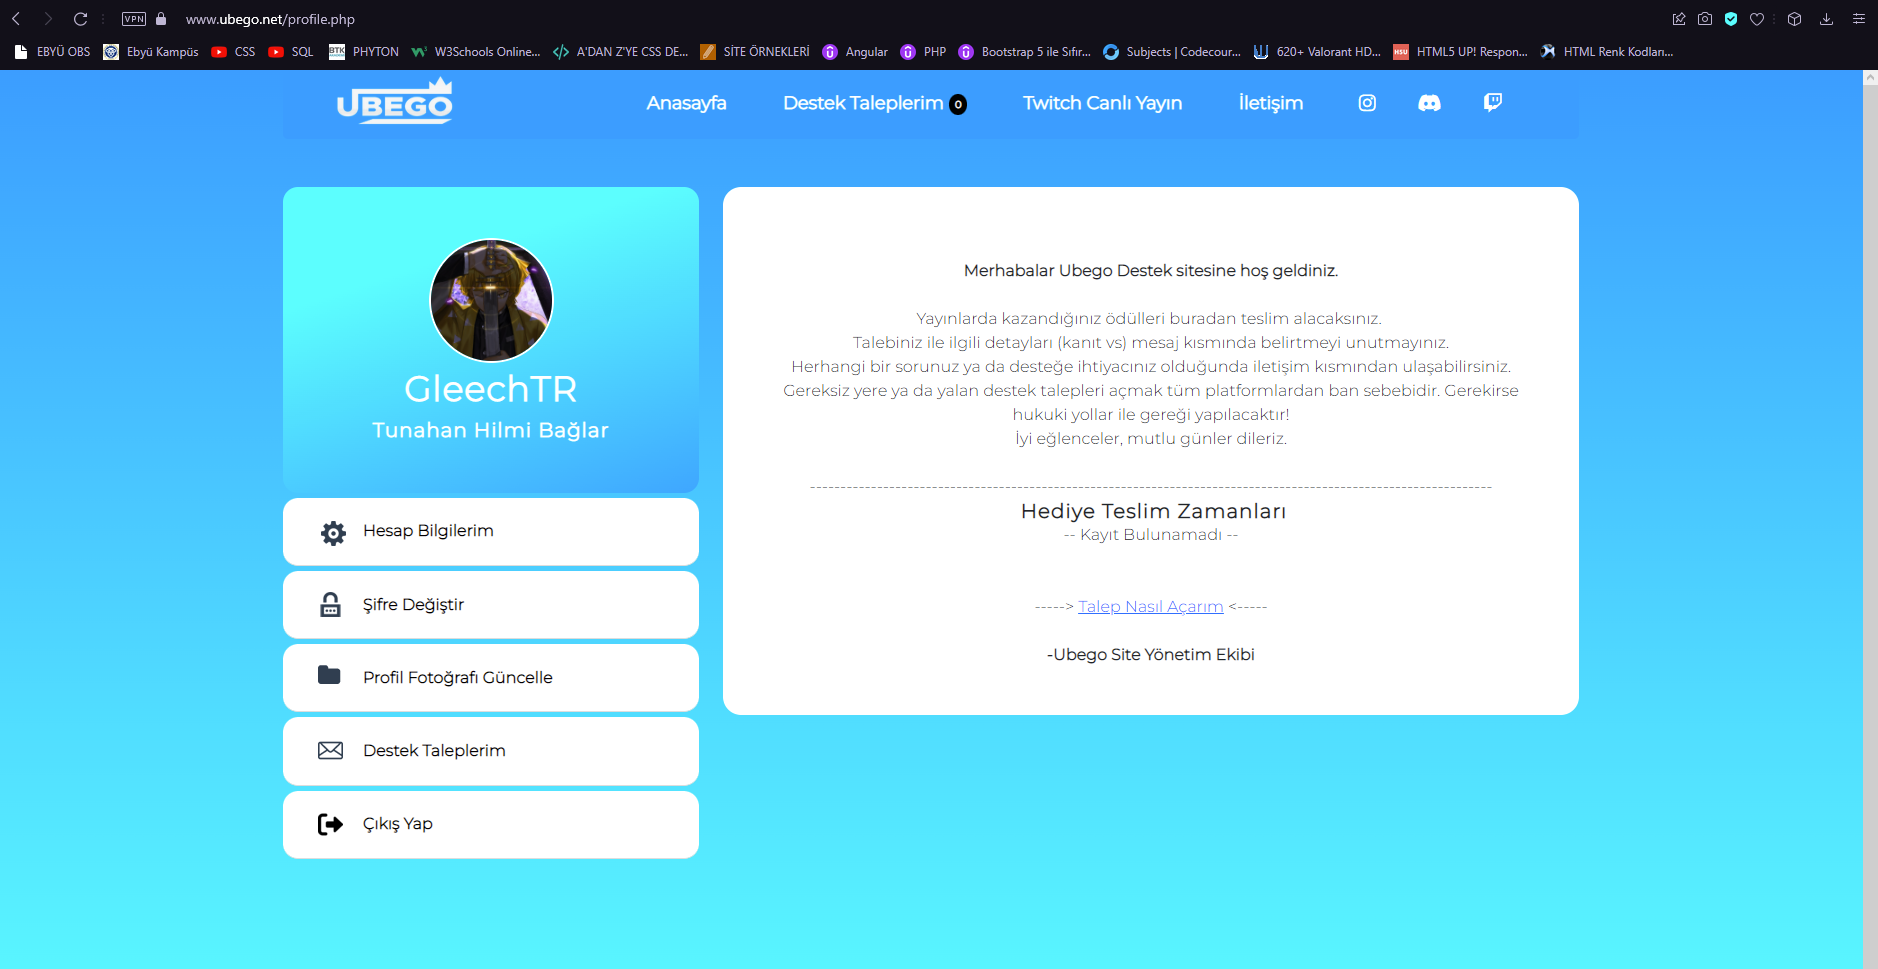 VPN www.ubego.net/profile.php
EBYÜ OBS Ebyü Kampüs CSS SQL BTK PHYTON W3Schools Online... A'DAN Z'YE CSS DE... SİTE ÖRNEKLERİ Angular PHP Bootstrap 5 ile Sıfır... Subjects | Codecour... 620+ Valorant HD... HTML5 UP! Respon... HTML Renk Kodları...
UBEGO
Anasayfa Destek Taleplerim 0 Twitch Canlı Yayın İletişim
GleechTR
Tunahan Hilmi Bağlar
Hesap Bilgilerim
Şifre Değiştir
Profil Fotoğrafı Güncelle
Destek Taleplerim
Çıkış Yap
Merhabalar Ubego Destek sitesine hoş geldiniz.
Yayınlarda kazandığınız ödülleri buradan teslim alacaksınız.
Talebiniz ile ilgili detayları (kanıt vs) mesaj kısmında belirtmeyi unutmayınız.
Herhangi bir sorunuz ya da desteğe ihtiyacınız olduğunda iletişim kısmından ulaşabilirsiniz.
Gereksiz yere ya da yalan destek talepleri açmak tüm platformlardan ban sebebidir. Gerekirse
hukuki yollar ile gereği yapılacaktır!
İyi eğlenceler, mutlu günler dileriz.
----------------------------------------------------------------------------------------------------------------
Hediye Teslim Zamanları
-- Kayıt Bulunamadı --
-----> Talep Nasıl Açarım <-----
-Ubego Site Yönetim Ekibi